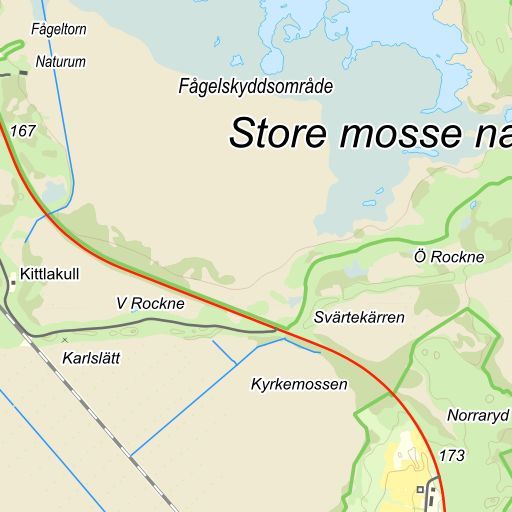 Fågeltorn
Naturum
Fågelskyddsområde
Store mosse na
167
Ö Rockne
Kittlakull
V Rockne
Svärtekärren
Karlslätt
Kyrkemossen
Norraryd
173